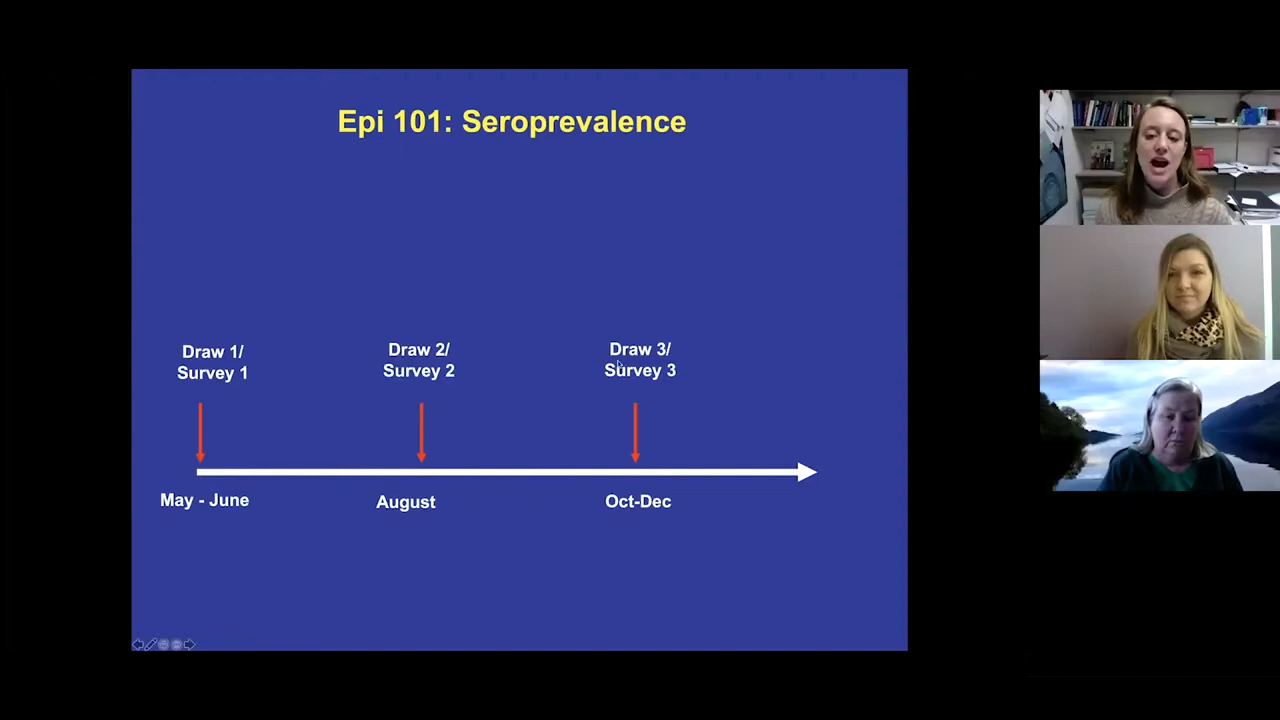 Epi 101: Seroprevalence
Draw 1/
Survey 1
Draw 2/
Survey 2
Draw 3/
Survey 3
May - June
August
Oct-Dec